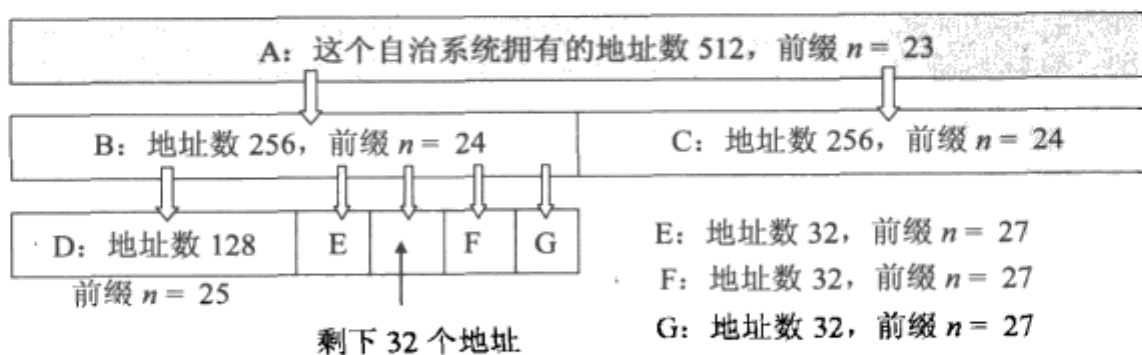 A：这个自治系统拥有的地址数 512，前缀 n = 23
B：地址数 256，前缀 n = 24
C：地址数 256，前缀 n = 24
D：地址数 128
前缀 n = 25
E
F
G
E：地址数 32，前缀 n = 27
F：地址数 32，前缀 n = 27
G：地址数 32，前缀 n = 27
剩下 32 个地址